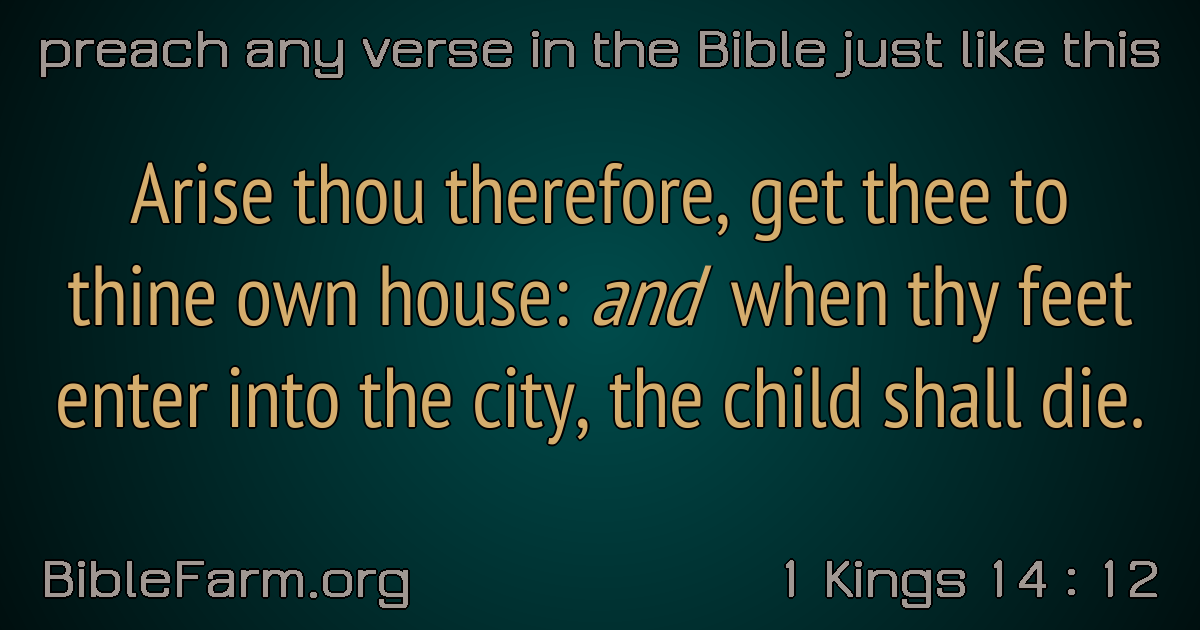 preach any verse in the Bible just like this
Arise thou therefore, get thee to
thine own house: and when thy feet
enter into the city, the child shall die.
BibleFarm.org
1 Kings 14 : 12